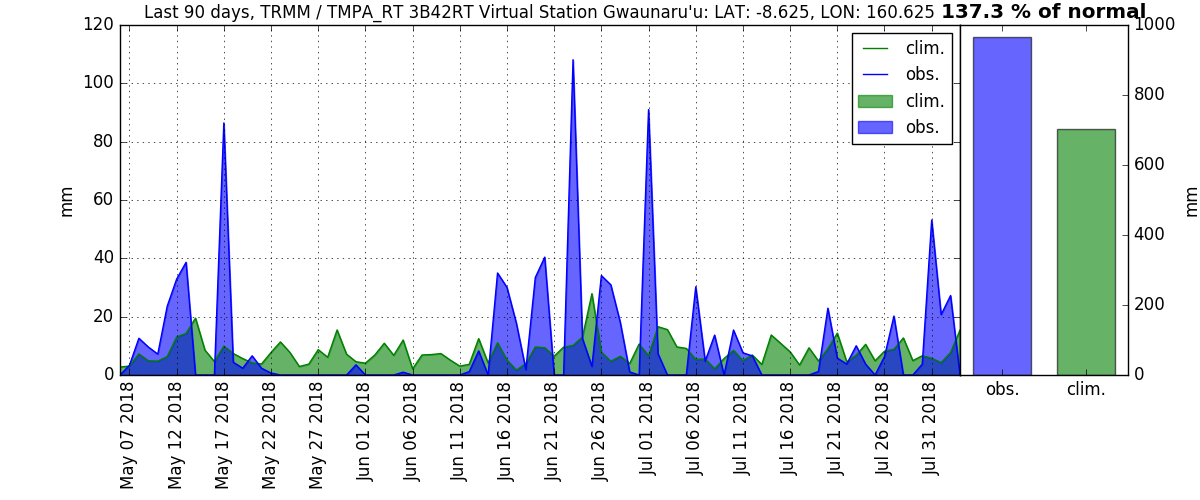 Last 90 days, TRMM / TMPA_RT 3B42RT Virtual Station Gwaunaru'u: LAT: -8.625, LON: 160.625 137.3 % of normal
120
100
80
60
40
20
0
mm
clim.
obs.
clim.
obs.
1000
800
600
400
200
0
mm
May 07 2018
May 12 2018
May 17 2018
May 22 2018
May 27 2018
Jun 01 2018
Jun 06 2018
Jun 11 2018
Jun 16 2018
Jun 21 2018
Jun 26 2018
Jul 01 2018
Jul 06 2018
Jul 11 2018
Jul 16 2018
Jul 21 2018
Jul 26 2018
Jul 31 2018
obs.
clim.